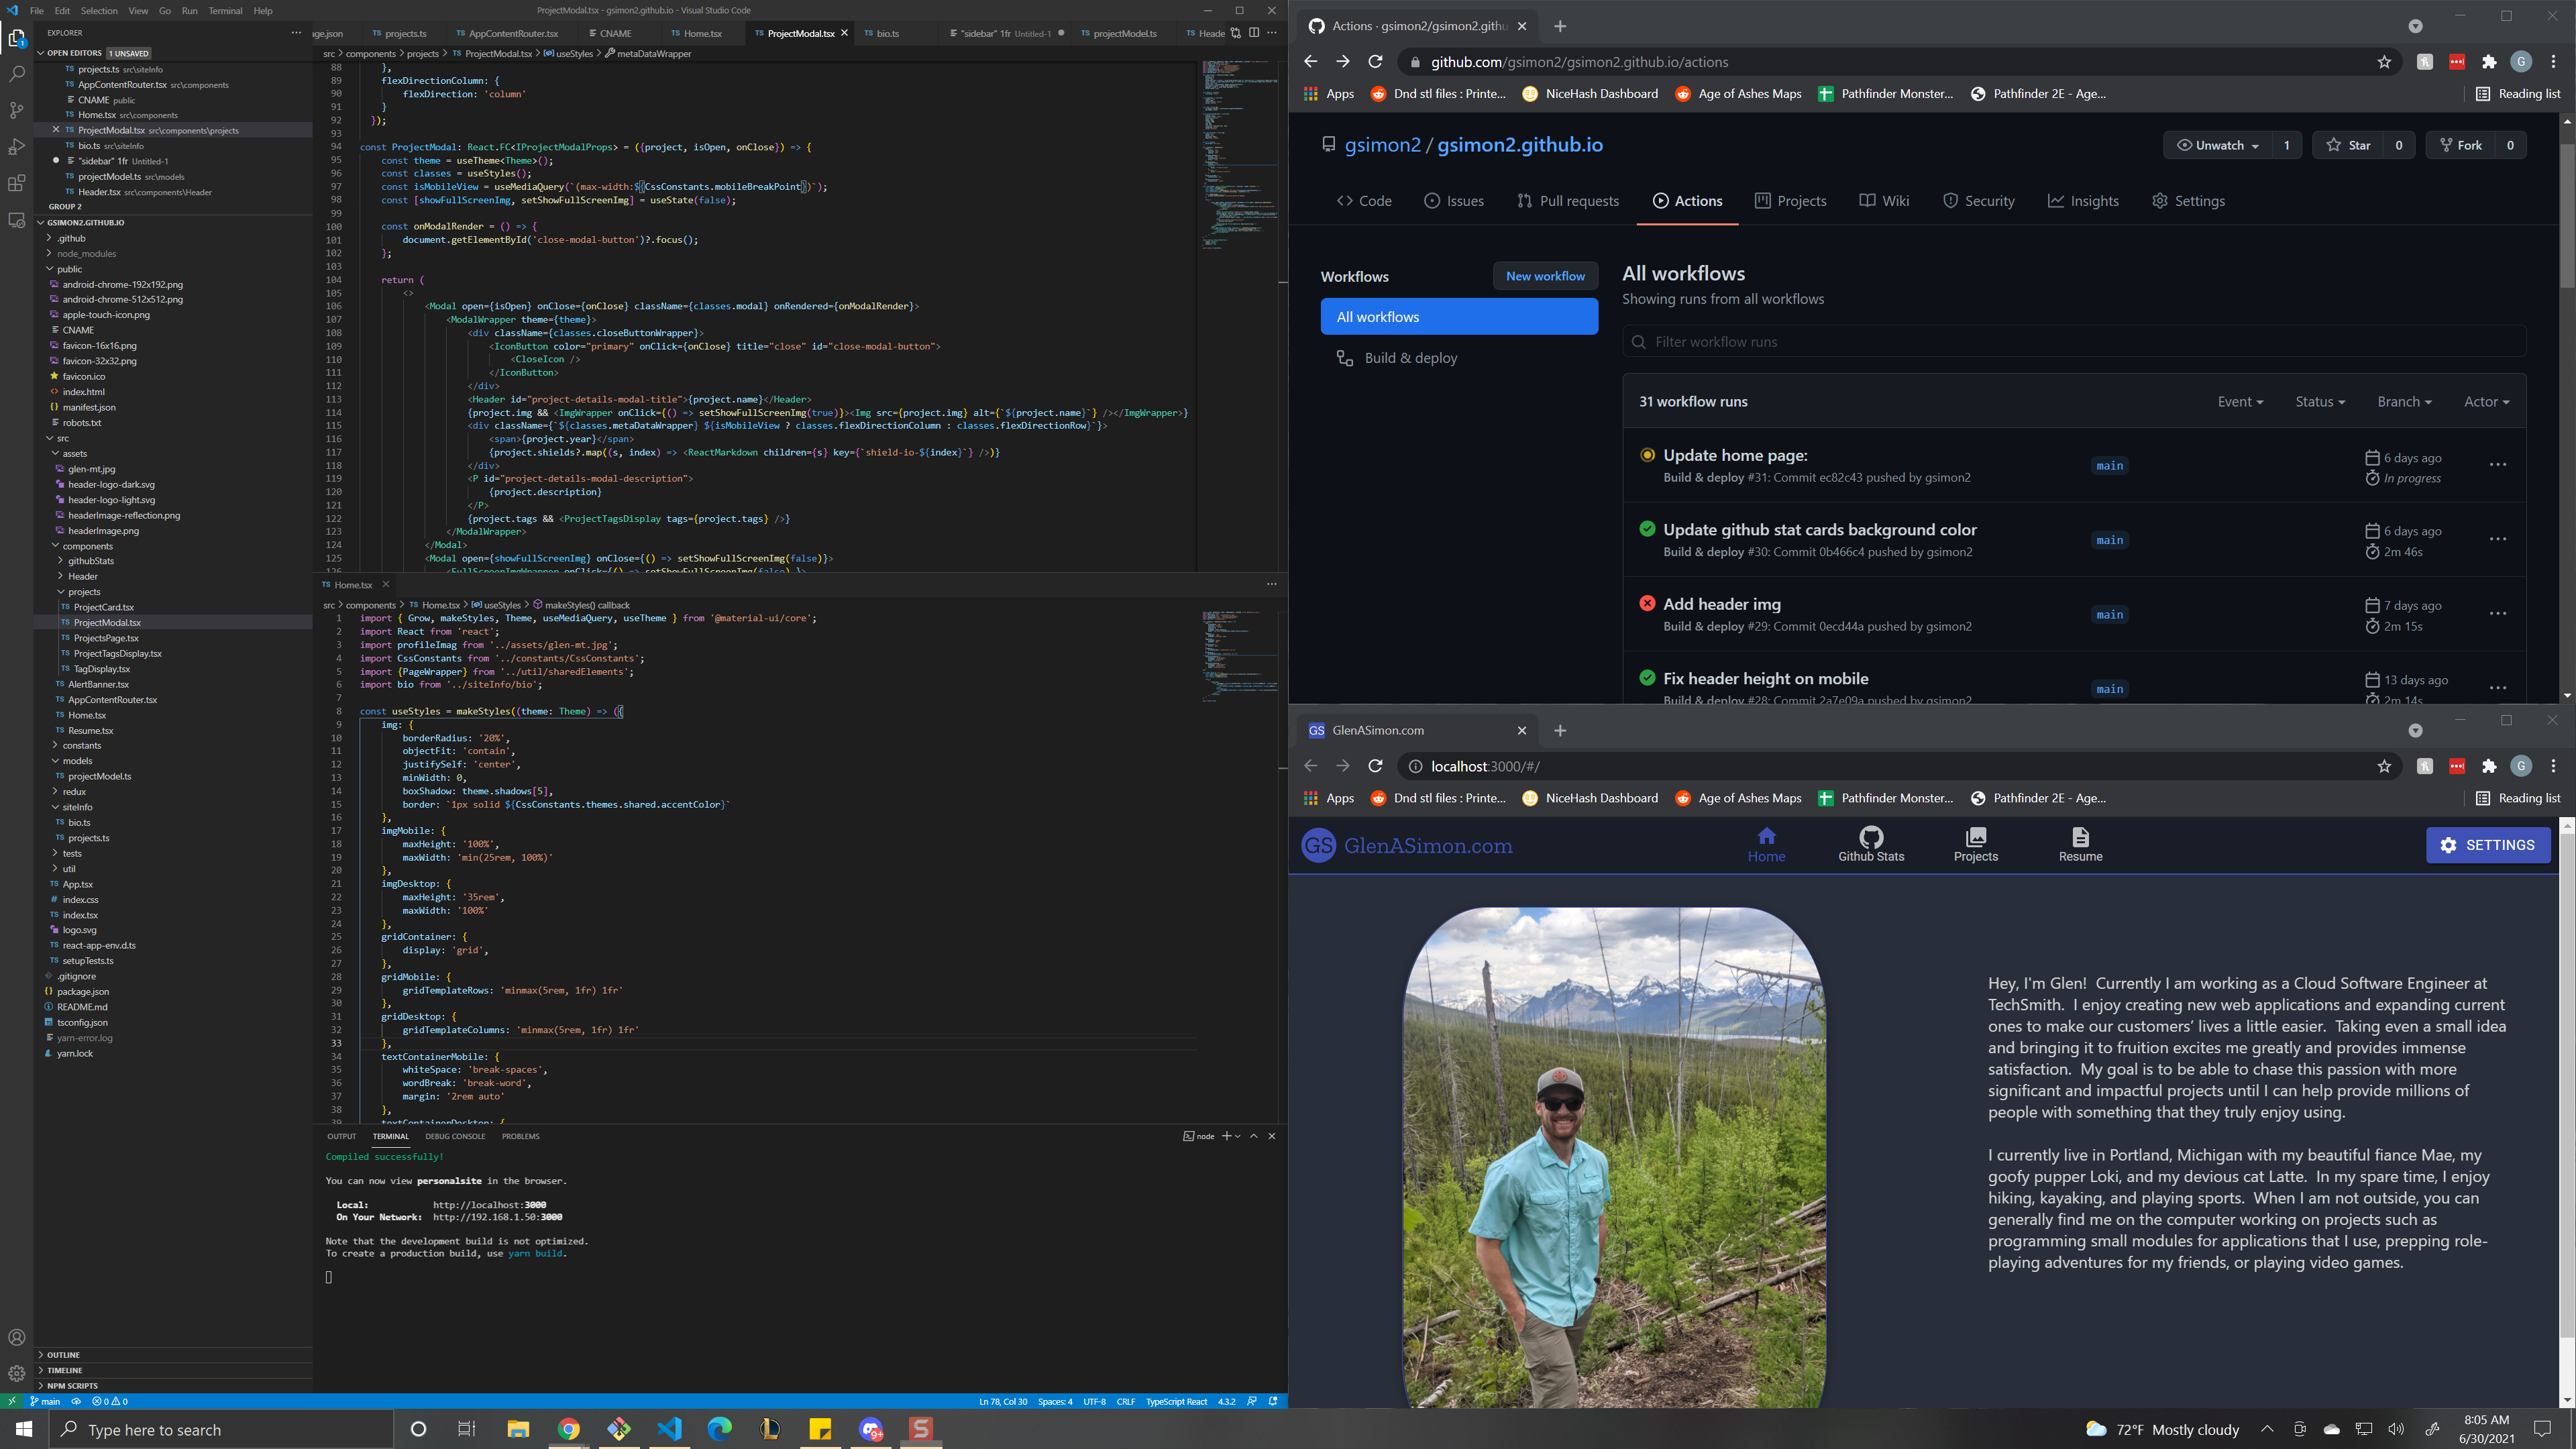 File Edit Selection View Go Run Terminal Help
ProjectModal.tsx - gsimon2.github.io - Visual Studio Code
EXPLORER
OPEN EDITORS 1 UNSAVED
TS projects.ts src\siteInfo
TS AppContentRouter.tsx src\components
CNAME public
TS Home.tsx src\components
TS ProjectModal.tsx src\components\projects
TS bio.ts src\siteInfo
"sidebar" 1fr Untitled-1
TS projectModel.ts src\models
TS Header.tsx src\components\Header
GROUP 2
GSIMON2.GITHUB.IO
.github
node_modules
public
android-chrome-192x192.png
android-chrome-512x512.png
apple-touch-icon.png
CNAME
favicon-16x16.png
favicon-32x32.png
favicon.ico
index.html
manifest.json
robots.txt
src
assets
glen-mt.jpg
header-logo-dark.svg
header-logo-light.svg
headerImage-reflection.png
headerImage.png
components
githubStats
Header
projects
TS ProjectCard.tsx
TS ProjectModal.tsx
TS ProjectsPage.tsx
TS ProjectTagsDisplay.tsx
TS TagDisplay.tsx
TS AlertBanner.tsx
TS AppContentRouter.tsx
TS Home.tsx
TS Resume.tsx
constants
models
TS projectModel.ts
redux
siteInfo
TS bio.ts
TS projects.ts
tests
util
TS App.tsx
# index.css
TS index.tsx
logo.svg
TS react-app-env.d.ts
TS setupTests.ts
.gitignore
package.json
README.md
tsconfig.json
yarn-error.log
yarn.lock
OUTLINE
TIMELINE
NPM SCRIPTS
age.json TS projects.ts TS AppContentRouter.tsx CNAME TS Home.tsx TS ProjectModal.tsx TS bio.ts "sidebar" 1fr Untitled-1 TS projectModel.ts TS Heade
src > components > projects > TS ProjectModal.tsx > useStyles > metaDataWrapper
88 },
89 flexDirectionColumn: {
90 flexDirection: 'column'
91 }
92 });
93
94 const ProjectModal: React.FC<IProjectModalProps> = ({project, isOpen, onClose}) => {
95 const theme = useTheme<Theme>();
96 const classes = useStyles();
97 const isMobileView = useMediaQuery(`(max-width:${CssConstants.mobileBreakPoint})`);
98 const [showFullScreenImg, setShowFullScreenImg] = useState(false);
99
100 const onModalRender = () => {
101 document.getElementById('close-modal-button')?.focus();
102 };
103
104 return (
105 <>
106 <Modal open={isOpen} onClose={onClose} className={classes.modal} onRendered={onModalRender}>
107 <ModalWrapper theme={theme}>
108 <div className={classes.closeButtonWrapper}>
109 <IconButton color="primary" onClick={onClose} title="close" id="close-modal-button">
110 <CloseIcon />
111 </IconButton>
112 </div>
113 <Header id="project-details-modal-title">{project.name}</Header>
114 {project.img && <ImgWrapper onClick={() => setShowFullScreenImg(true)}><Img src={project.img} alt={`${project.name}`} /></ImgWrapper>}
115 <div className={`${classes.metaDataWrapper} ${isMobileView ? classes.flexDirectionColumn : classes.flexDirectionRow}`}>
116 <span>{project.year}</span>
117 {project.shields?.map((s, index) => <ReactMarkdown children={s} key={`shield-io-${index}`} />)}
118 </div>
119 <P id="project-details-modal-description">
120 {project.description}
121 </P>
122 {project.tags && <ProjectTagsDisplay tags={project.tags} />}
123 </ModalWrapper>
124 </Modal>
125 <Modal open={showFullScreenImg} onClose={() => setShowFullScreenImg(false)}>
126 <FullScreenImgWrapper onClick={() => setShowFullScreenImg(false)}>
TS Home.tsx
src > components > TS Home.tsx > useStyles > makeStyles() callback
1 import { Grow, makeStyles, Theme, useMediaQuery, useTheme } from '@material-ui/core';
2 import React from 'react';
3 import profileImag from '../assets/glen-mt.jpg';
4 import CssConstants from '../constants/CssConstants';
5 import {PageWrapper} from '../util/sharedElements';
6 import bio from '../siteInfo/bio';
7
8 const useStyles = makeStyles((theme: Theme) => ({
9 img: {
10 borderRadius: '20%',
11 objectFit: 'contain',
12 justifySelf: 'center',
13 minWidth: 0,
14 boxShadow: theme.shadows[5],
15 border: `1px solid ${CssConstants.themes.shared.accentColor}`
16 },
17 imgMobile: {
18 maxHeight: '100%',
19 maxWidth: 'min(25rem, 100%)'
20 },
21 imgDesktop: {
22 maxHeight: '35rem',
23 maxWidth: '100%'
24 },
25 gridContainer: {
26 display: 'grid',
27 },
28 gridMobile: {
29 gridTemplateRows: 'minmax(5rem, 1fr) 1fr'
30 },
31 gridDesktop: {
32 gridTemplateColumns: 'minmax(5rem, 1fr) 1fr'
33 },
34 textContainerMobile: {
35 whiteSpace: 'break-spaces',
36 wordBreak: 'break-word',
37 margin: '2rem auto'
38 },
39 textContainerDesktop: {
OUTPUT TERMINAL DEBUG CONSOLE PROBLEMS
node
Compiled successfully!
You can now view personalsite in the browser.
Local: http://localhost:3000
On Your Network: http://192.168.1.50:3000
Note that the development build is not optimized.
To create a production build, use yarn build.
main 0 0
Ln 78, Col 30 Spaces: 4 UTF-8 CRLF TypeScript React 4.3.2
Actions · gsimon2/gsimon2.githu
github.com/gsimon2/gsimon2.github.io/actions
G
Apps Dnd stl files : Printe... NiceHash Dashboard Age of Ashes Maps Pathfinder Monster... Pathfinder 2E - Age... Reading list
gsimon2 / gsimon2.github.io
Unwatch 1 Star 0 Fork 0
Code Issues Pull requests Actions Projects Wiki Security Insights Settings
Workflows New workflow
All workflows
Build & deploy
All workflows
Showing runs from all workflows
Filter workflow runs
31 workflow runs Event Status Branch Actor
Update home page:
Build & deploy #31: Commit ec82c43 pushed by gsimon2
main
6 days ago
In progress
Update github stat cards background color
Build & deploy #30: Commit 0b466c4 pushed by gsimon2
main
6 days ago
2m 46s
Add header img
Build & deploy #29: Commit 0ecd44a pushed by gsimon2
main
7 days ago
2m 15s
Fix header height on mobile
Build & deploy #28: Commit 2a7e09a pushed by gsimon2
main
13 days ago
2m 14s
GS GlenASimon.com
localhost:3000/#/
G
Apps Dnd stl files : Printe... NiceHash Dashboard Age of Ashes Maps Pathfinder Monster... Pathfinder 2E - Age... Reading list
GS GlenASimon.com
Home Github Stats Projects Resume
SETTINGS
Hey, I'm Glen! Currently I am working as a Cloud Software Engineer at
TechSmith. I enjoy creating new web applications and expanding current
ones to make our customers’ lives a little easier. Taking even a small idea
and bringing it to fruition excites me greatly and provides immense
satisfaction. My goal is to be able to chase this passion with more
significant and impactful projects until I can help provide millions of
people with something that they truly enjoy using.
I currently live in Portland, Michigan with my beautiful fiance Mae, my
goofy pupper Loki, and my devious cat Latte. In my spare time, I enjoy
hiking, kayaking, and playing sports. When I am not outside, you can
generally find me on the computer working on projects such as
programming small modules for applications that I use, prepping role-
playing adventures for my friends, or playing video games.
Type here to search
9+
S
72°F Mostly cloudy
8:05 AM
6/30/2021